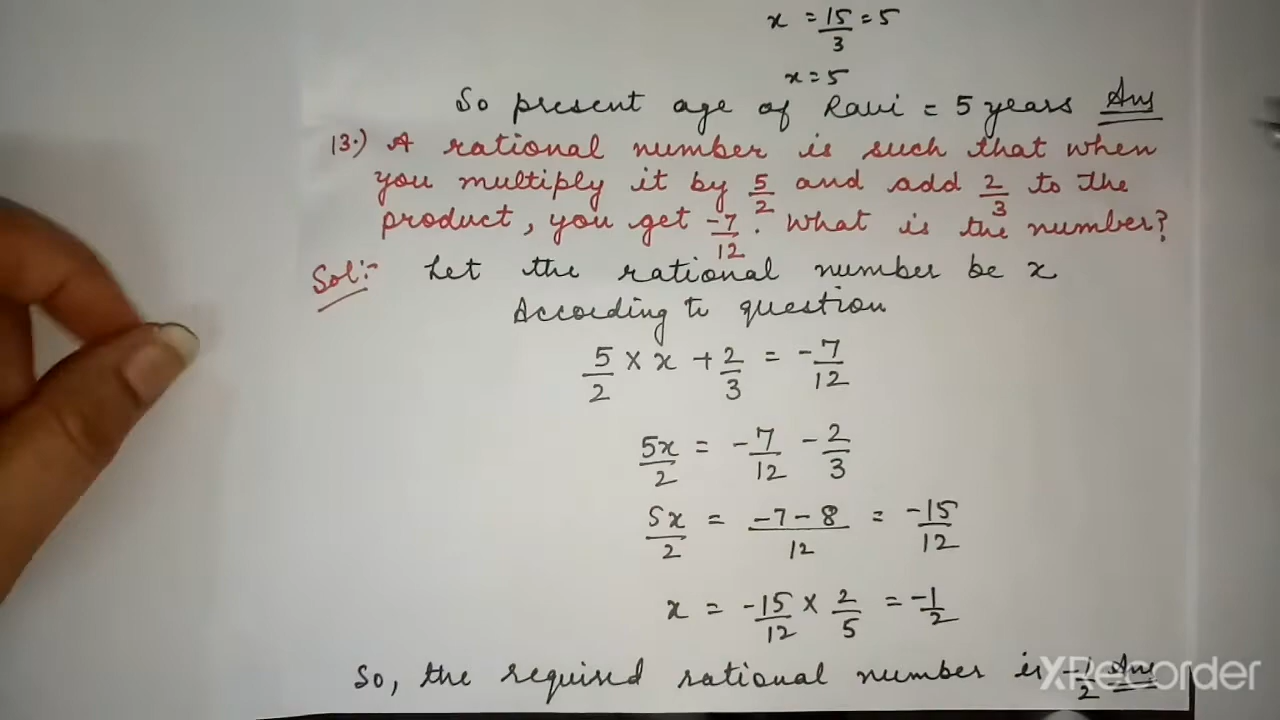 x = 15/3 = 5
x = 5
So present age of Ravi = 5 years Ans
13.) A rational number is such that when
you multiply it by 5/2 and add 2/3 to the
product, you get -7/12. What is the number?
Sol:- Let the rational number be x
According to question
5/2 × x + 2/3 = -7/12
5x/2 = -7/12 - 2/3
5x/2 = -7-8/12 = -15/12
x = -15/12 × 2/5 = -1/2
So, the required rational number is -1/2 Ans
XRecorder